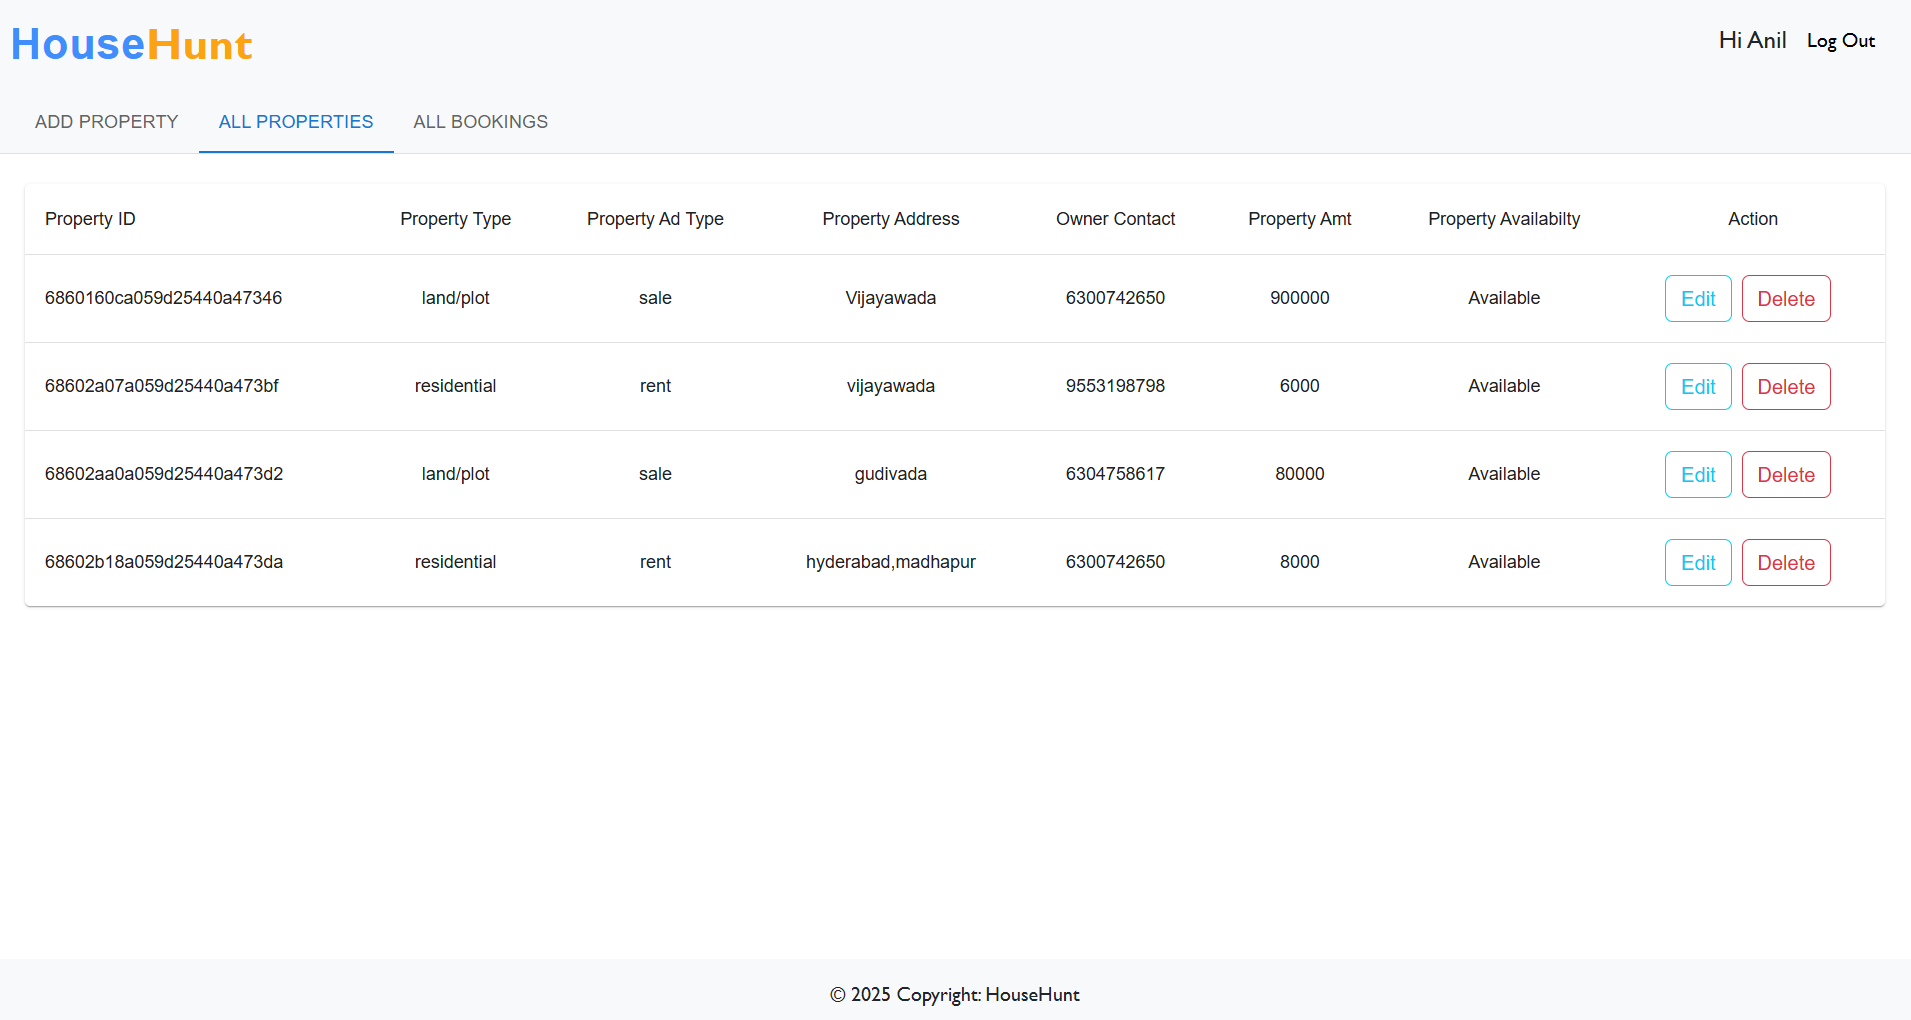 HouseHunt
Hi Anil Log Out
ADD PROPERTY ALL PROPERTIES ALL BOOKINGS
Property ID Property Type Property Ad Type Property Address Owner Contact Property Amt Property Availabilty Action
6860160ca059d25440a47346 land/plot sale Vijayawada 6300742650 900000 Available Edit Delete
68602a07a059d25440a473bf residential rent vijayawada 9553198798 6000 Available Edit Delete
68602aa0a059d25440a473d2 land/plot sale gudivada 6304758617 80000 Available Edit Delete
68602b18a059d25440a473da residential rent hyderabad,madhapur 6300742650 8000 Available Edit Delete
© 2025 Copyright: HouseHunt